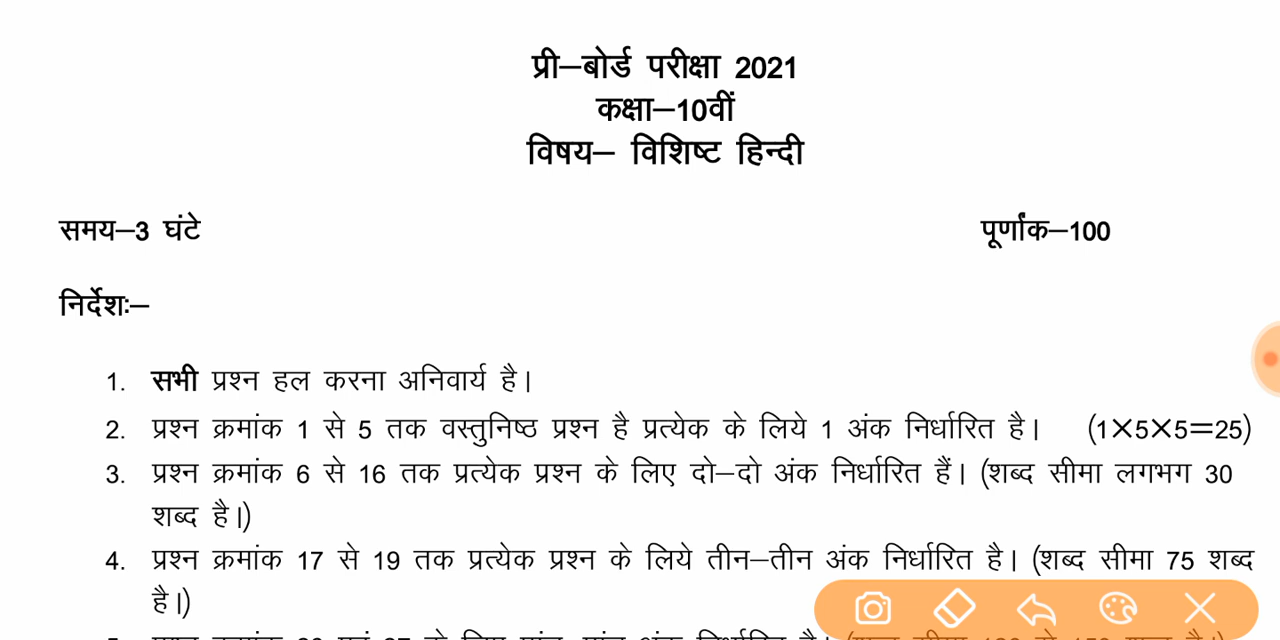 प्री–बोर्ड परीक्षा 2021
कक्षा–10वीं
विषय– विशिष्ट हिन्दी
समय–3 घंटे पूर्णांक–100
निर्देशः–
1. सभी प्रश्न हल करना अनिवार्य है।
2. प्रश्न क्रमांक 1 से 5 तक वस्तुनिष्ठ प्रश्न है प्रत्येक के लिये 1 अंक निर्धारित है। (1×5×5=25)
3. प्रश्न क्रमांक 6 से 16 तक प्रत्येक प्रश्न के लिए दो–दो अंक निर्धारित हैं। (शब्द सीमा लगभग 30
शब्द है।)
4. प्रश्न क्रमांक 17 से 19 तक प्रत्येक प्रश्न के लिये तीन–तीन अंक निर्धारित है। (शब्द सीमा 75 शब्द
है।)